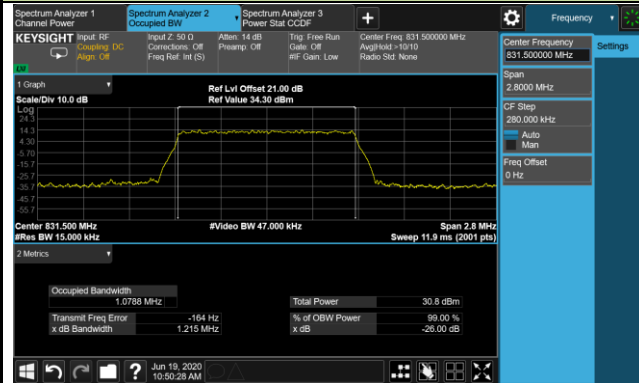 Spectrum Analyzer 1
Channel Power
Spectrum Analyzer 2
Occupied BW
Spectrum Analyzer 3
Power Stat CCDF
Frequency
KEYSIGHT
Input: RF
Coupling: DC
Align: Off
Input Z: 50 Ω
Corrections: Off
Freq Ref: Int (S)
Atten: 14 dB
Preamp: Off
Trig: Free Run
Gate: Off
#IF Gain: Low
Center Freq: 831.500000 MHz
Avg|Hold:>10/10
Radio Std: None
LNI
1 Graph
Scale/Div 10.0 dB
Ref Lvl Offset 21.00 dB
Ref Value 34.30 dBm
Log
24.3
14.3
4.30
-5.70
-15.7
-25.7
-35.7
-45.7
-55.7
Center 831.500 MHz
#Res BW 15.000 kHz
#Video BW 47.000 kHz
Span 2.8 MHz
Sweep 11.9 ms (2001 pts)
2 Metrics
Occupied Bandwidth
1.0788 MHz
Total Power
30.8 dBm
Transmit Freq Error
-164 Hz
% of OBW Power
99.00 %
x dB Bandwidth
1.215 MHz
x dB
-26.00 dB
Jun 19, 2020
10:50:28 AM
Center Frequency
831.500000 MHz
Settings
Span
2.8000 MHz
CF Step
280.000 kHz
Auto
Man
Freq Offset
0 Hz